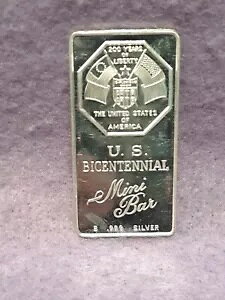 200 YEARS
OF
LIBERTY
THE UNITED STATES
OF
AMERICA
U. S.
BICENTENNIAL
Mini
Bar
.999 SILVER